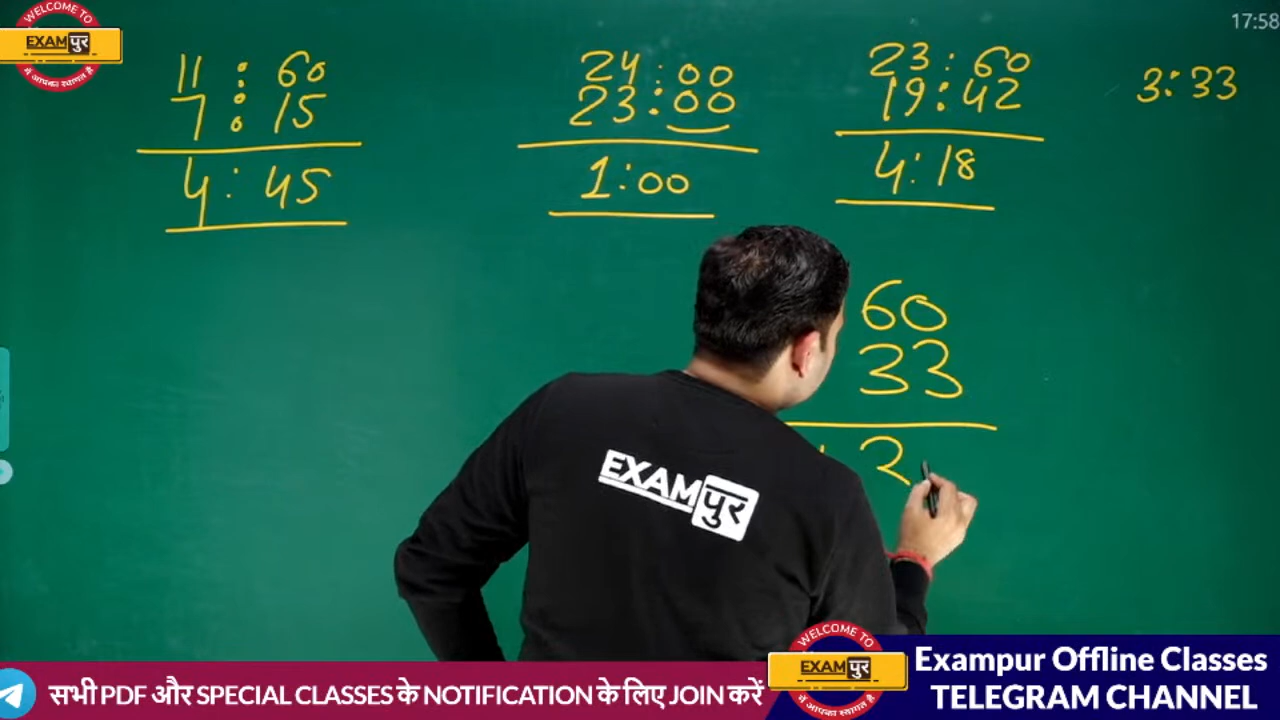 WELCOME TO
EXAMपुर
में आपका स्वागत है
17:58
11 : 60
7 : 15
4 : 45
24:00
23:00
1:00
23:60
19:42
4:18
3:33
60
33
2
EXAMपुर
सभी PDF और SPECIAL CLASSES के NOTIFICATION के लिए JOIN करें
WELCOME TO
EXAMपुर
में आपका स्वागत है
Exampur Offline Classes
TELEGRAM CHANNEL